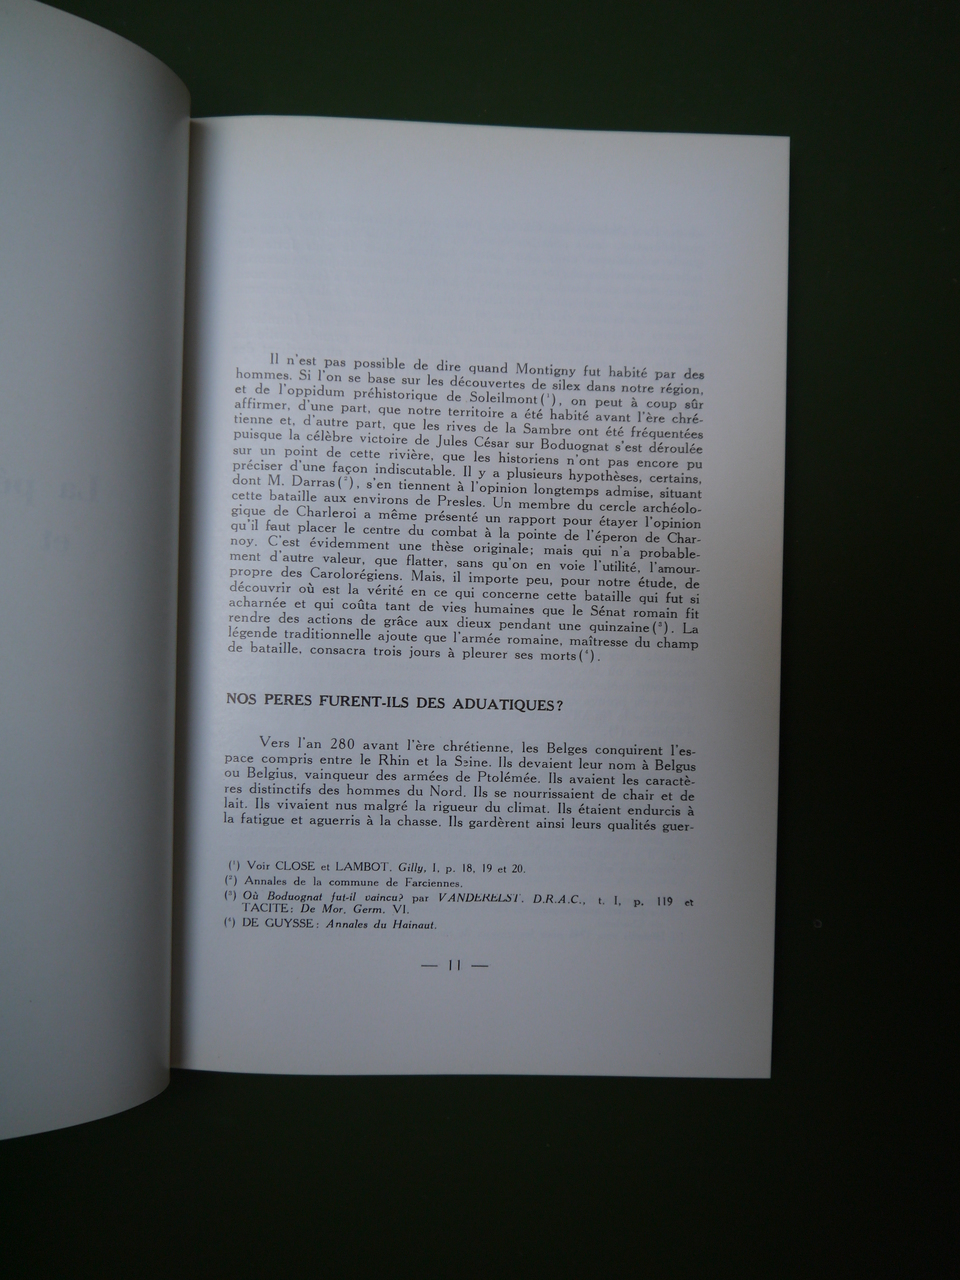 Il n'est pas possible de dire quand Montigny fut habité par des
hommes. Si l'on se base sur les découvertes de silex dans notre région,
et de l'oppidum préhistorique de Soleilmont(¹), on peut à coup sûr
affirmer, d'une part, que notre territoire a été habité avant l'ère chré-
tienne et, d'autre part, que les rives de la Sambre ont été fréquentées
puisque la célèbre victoire de Jules César sur Boduognat s'est déroulée
sur un point de cette rivière, que les historiens n'ont pas encore pu
préciser d'une façon indiscutable. Il y a plusieurs hypothèses, certains,
dont M. Darras(²), s'en tiennent à l'opinion longtemps admise, situant
cette bataille aux environs de Presles. Un membre du cercle archéolo-
gique de Charleroi a même présenté un rapport pour étayer l'opinion
qu'il faut placer le centre du combat à la pointe de l'éperon de Char-
noy. C'est évidemment une thèse originale; mais qui n'a probable-
ment d'autre valeur, que flatter, sans qu'on en voie l'utilité, l'amour-
propre des Carolorégiens. Mais, il importe peu, pour notre étude, de
découvrir où est la vérité en ce qui concerne cette bataille qui fut si
acharnée et qui coûta tant de vies humaines que le Sénat romain fit
rendre des actions de grâce aux dieux pendant une quinzaine(³). La
légende traditionnelle ajoute que l'armée romaine, maîtresse du champ
de bataille, consacra trois jours à pleurer ses morts(⁴).
NOS PERES FURENT-ILS DES ADUATIQUES?
Vers l'an 280 avant l'ère chrétienne, les Belges conquirent l'es-
pace compris entre le Rhin et la Seine. Ils devaient leur nom à Belgus
ou Belgius, vainqueur des armées de Ptolémée. Ils avaient les caractè-
res distinctifs des hommes du Nord. Ils se nourrissaient de chair et de
lait. Ils vivaient nus malgré la rigueur du climat. Ils étaient endurcis à
la fatigue et aguerris à la chasse. Ils gardèrent ainsi leurs qualités guer-
(¹) Voir CLOSE et LAMBOT, Gilly, I, p. 18, 19 et 20.
(²) Annales de la commune de Farciennes.
(³) Où Boduognat fut-il vaincu? par VANDERELST. D.R.A.C., t. I, p. 119 et
TACITE: De Mor. Germ. VI.
(⁴) DE GUYSSE: Annales du Hainaut.
— 11 —